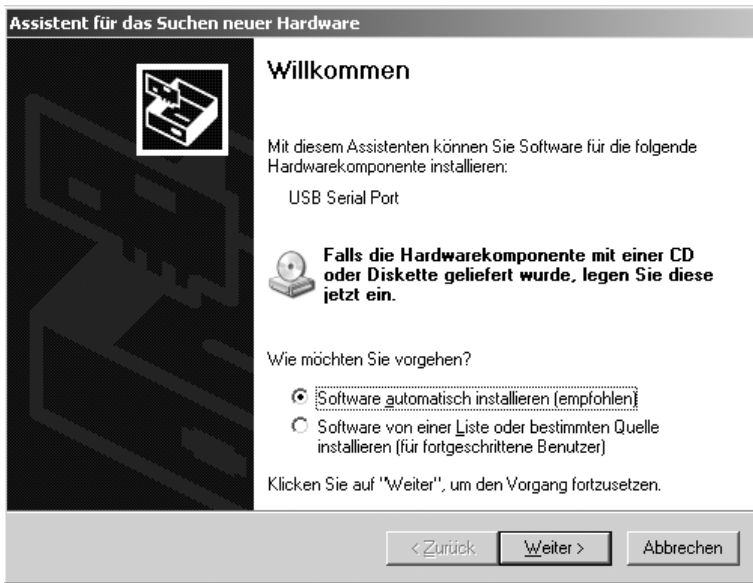 Assistent für das Suchen neuer Hardware
Willkommen
Mit diesem Assistenten können Sie Software für die folgende
Hardwarekomponente installieren:
USB Serial Port
Falls die Hardwarekomponente mit einer CD
oder Diskette geliefert wurde, legen Sie diese
jetzt ein.
Wie möchten Sie vorgehen?
Software automatisch installieren (empfohlen)
Software von einer Liste oder bestimmten Quelle
installieren (für fortgeschrittene Benutzer)
Klicken Sie auf "Weiter", um den Vorgang fortzusetzen.
< Zurück Weiter > Abbrechen